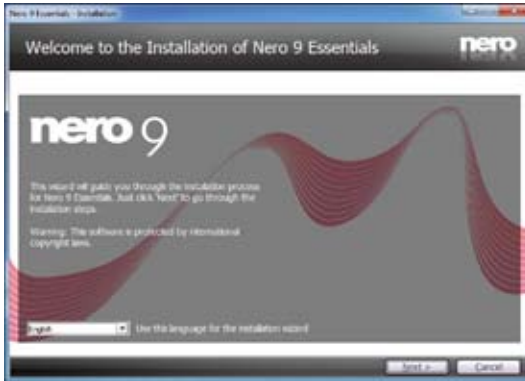 Nero 9 Essentials - Installation
Welcome to the Installation of Nero 9 Essentials
nero
nero 9
This wizard will guide you through the installation process
for Nero 9 Essentials. Just click 'Next' to go through the
installation steps.
Warning: This software is protected by international
copyright laws.
English
Use this language for the installation wizard
Next >
Cancel